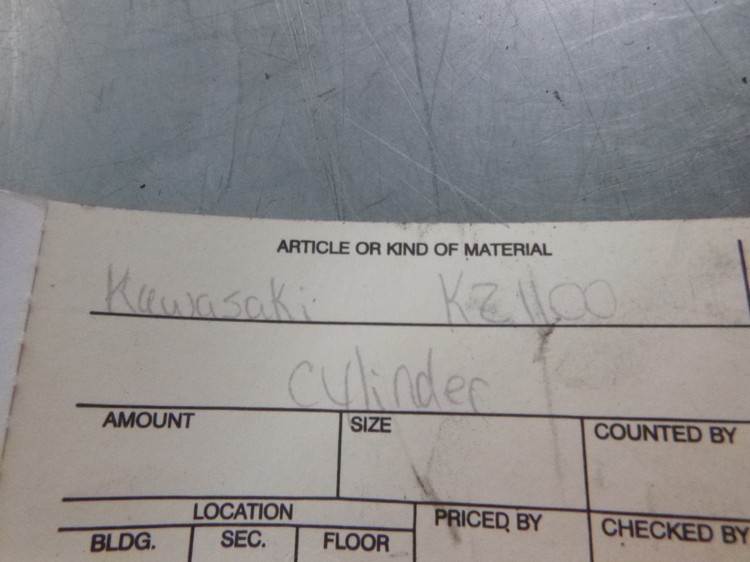 ARTICLE OR KIND OF MATERIAL
Kawasaki KZ1100
cylinder
AMOUNT SIZE COUNTED BY
LOCATION PRICED BY CHECKED BY
BLDG. SEC. FLOOR